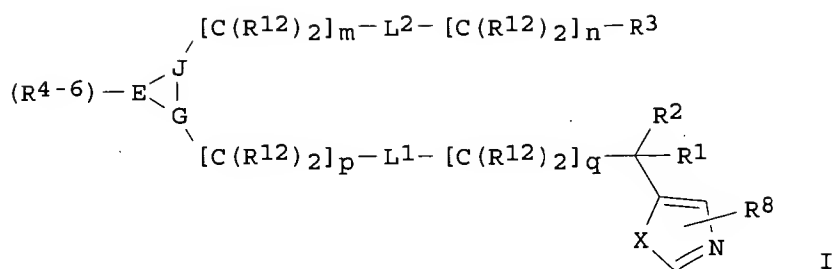 [C(R12)2]m—L2—[C(R12)2]n—R3
J
(R4-6)—E
G
R2
[C(R12)2]p—L1—[C(R12)2]q R1
R8
X N
I